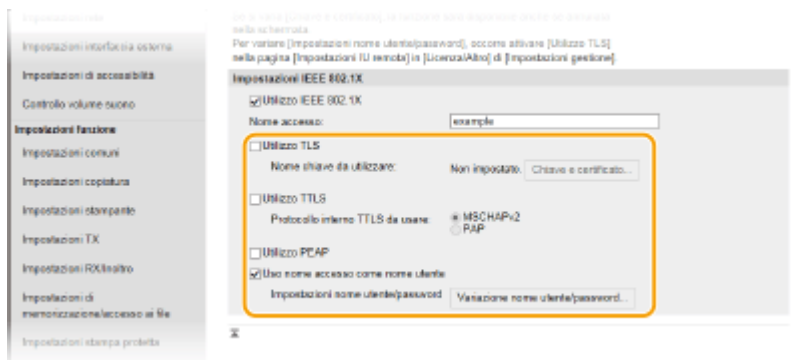 Impostazioni interfaccia esterna
Impostazioni di accessibilità
Controllo volume suono
Impostazioni funzione
Impostazioni comuni
Impostazioni copiatura
Impostazioni stampante
Impostazioni TX
Impostazioni RX/Inoltro
Impostazioni di
memorizzazione/accesso ai file
Impostazioni stampa protetta
nella schermata.
Per variare [Impostazioni nome utente/password], occorre attivare [Utilizzo TLS]
nella pagina [Impostazioni IU remota] in [Licenza/Altro] di [Impostazioni gestione].
Impostazioni IEEE 802.1X
Utilizzo IEEE 802.1X
Nome accesso: example
Utilizzo TLS
Nome chiave da utilizzare: Non impostato. Chiave e certificato...
Utilizzo TTLS
Protocollo interno TTLS da usare: MSCHAPv2
PAP
Utilizzo PEAP
Uso nome accesso come nome utente
Impostazioni nome utente/password Variazione nome utente/password...